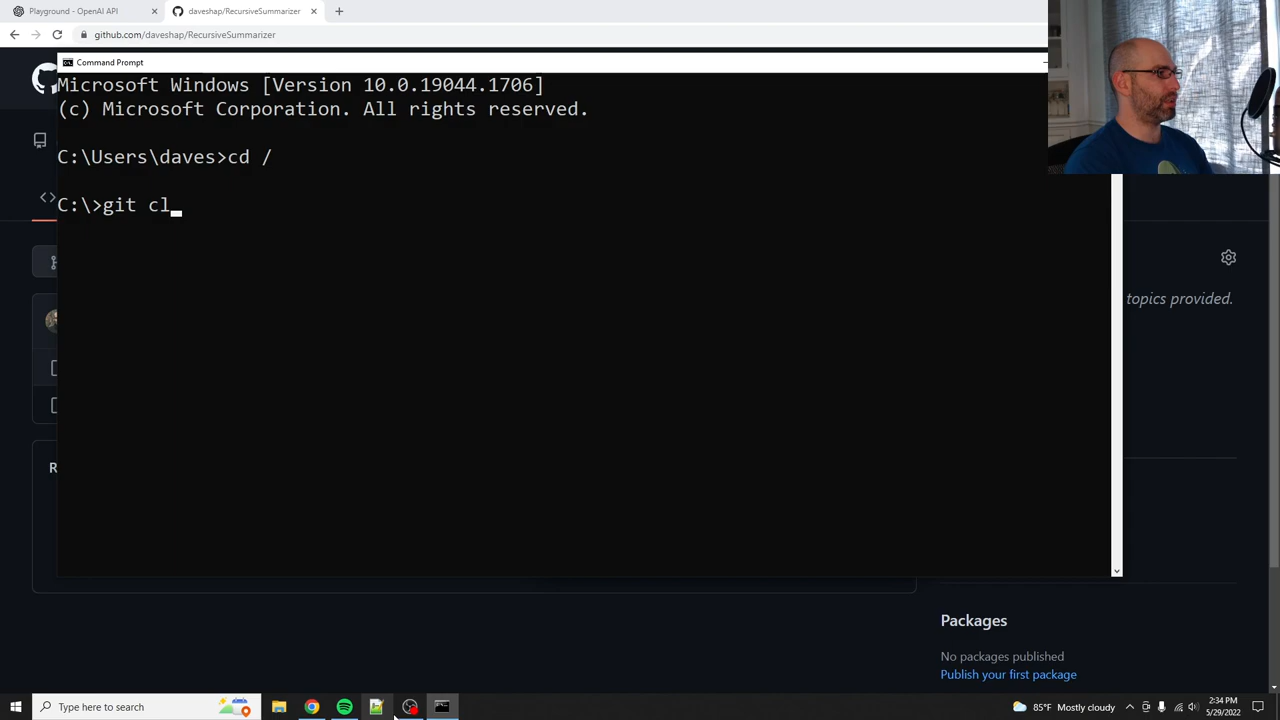 Playground - OpenAI API
daveshap/RecursiveSummarizer
github.com/daveshap/RecursiveSummarizer
Command Prompt
Microsoft Windows [Version 10.0.19044.1706]
(c) Microsoft Corporation. All rights reserved.
C:\Users\daves>cd /
C:\>git cl
topics provided.
R
Packages
No packages published
Publish your first package
Type here to search
85°F Mostly cloudy
2:34 PM
5/29/2022